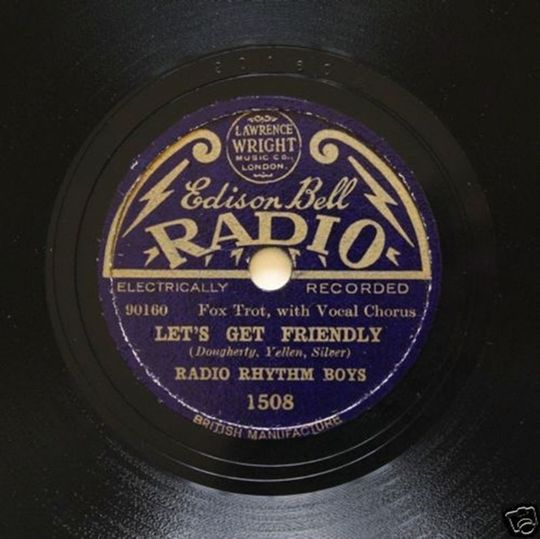 90160
LAWRENCE
WRIGHT
MUSIC CO.,
LONDON.
Edison Bell
RADIO
ELECTRICALLY RECORDED
90160 Fox Trot, with Vocal Chorus
LET'S GET FRIENDLY
(Dougherty, Yellen, Silver)
RADIO RHYTHM BOYS
1508
BRITISH MANUFACTURE